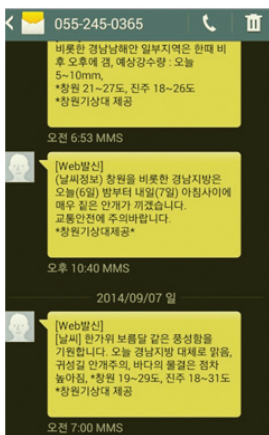 055-245-0365
비롯한 경남남해안 일부지역은 한때 비
후 오후에 갬, 예상강수량 : 오늘
5~10mm,
*창원 21~27도, 진주 18~26도
*창원기상대 제공
오전 6:53 MMS
[Web발신]
(날씨정보) 창원을 비롯한 경남지방은
오늘(6일) 밤부터 내일(7일) 아침사이에
매우 짙은 안개가 끼겠습니다.
교통안전에 주의바랍니다.
*창원기상대제공*
오후 10:40 MMS
2014/09/07 일
[Web발신]
[날씨] 한가위 보름달 같은 풍성함을
기원합니다. 오늘 경남지방 대체로 맑음,
귀성길 안개주의, 바다의 물결은 점차
높아짐, *창원 19~29도, 진주 18~31도
*창원기상대 제공
오전 7:00 MMS